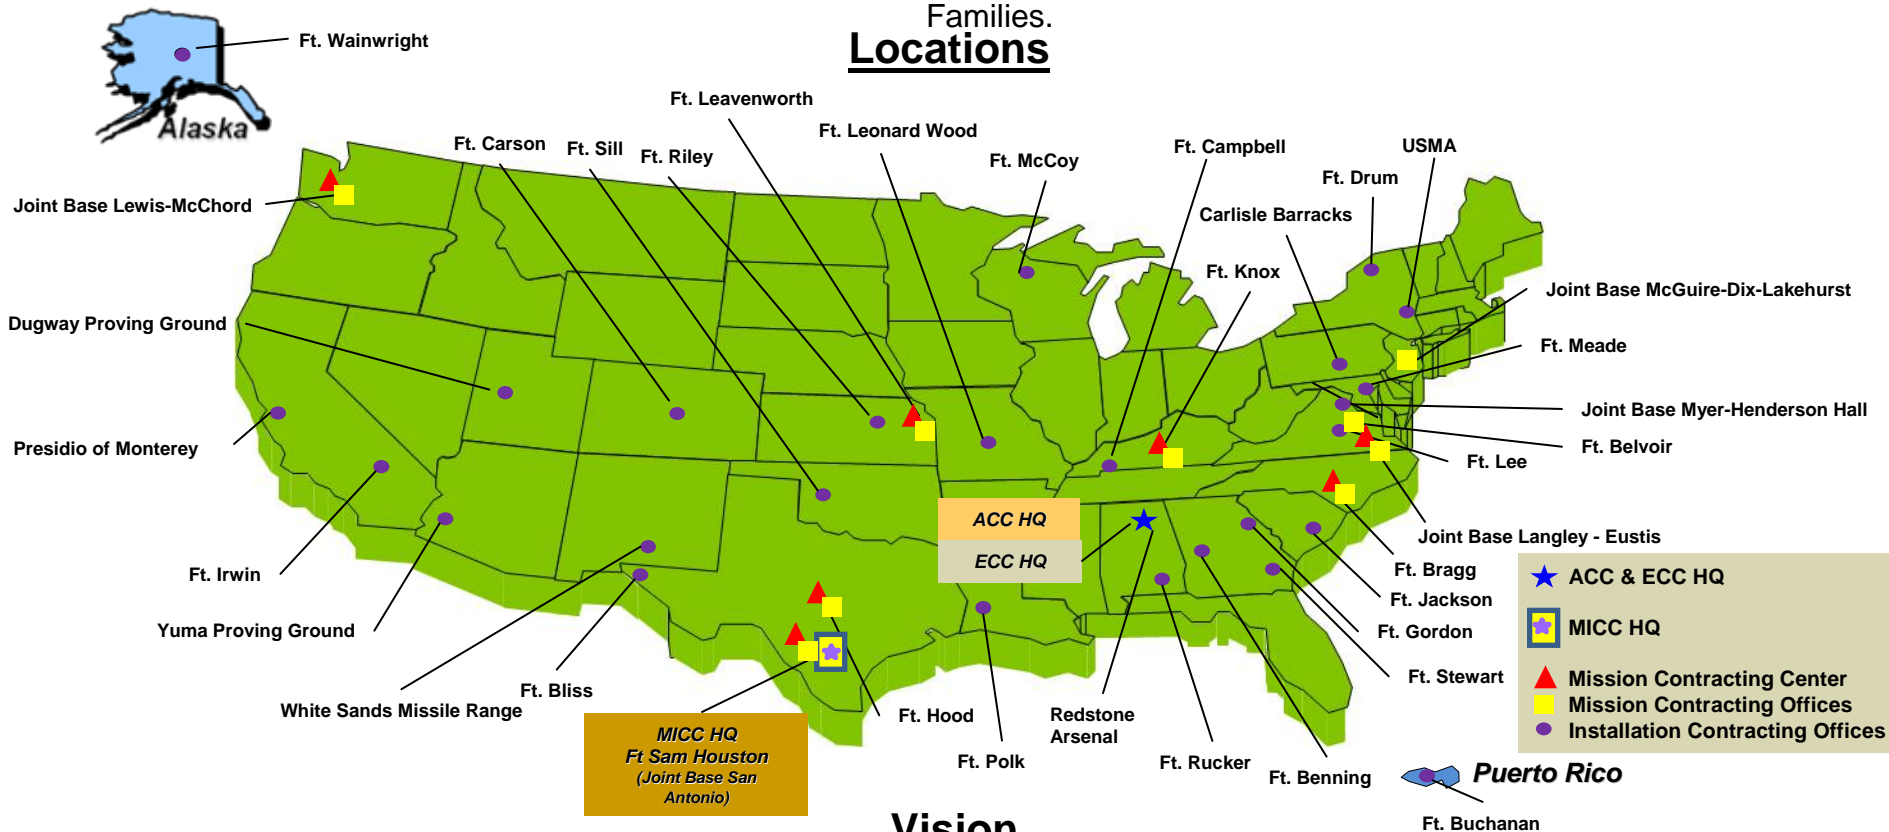 Families.
Locations
Ft. Wainwright
Alaska
Ft. Leavenworth
Ft. Carson
Ft. Sill
Ft. Riley
Ft. Leonard Wood
Ft. McCoy
Ft. Campbell
USMA
Ft. Drum
Carlisle Barracks
Joint Base Lewis-McChord
Ft. Knox
Joint Base McGuire-Dix-Lakehurst
Dugway Proving Ground
Ft. Meade
Joint Base Myer-Henderson Hall
Presidio of Monterey
Ft. Belvoir
Ft. Lee
ACC HQ
ECC HQ
Joint Base Langley - Eustis
Ft. Irwin
Ft. Bragg
Ft. Jackson
Yuma Proving Ground
Ft. Gordon
Ft. Stewart
Ft. Bliss
White Sands Missile Range
Ft. Hood
Redstone
Arsenal
Ft. Polk
Ft. Rucker
Ft. Benning
MICC HQ
Ft Sam Houston
(Joint Base San
Antonio)
ACC & ECC HQ
MICC HQ
Mission Contracting Center
Mission Contracting Offices
Installation Contracting Offices
Puerto Rico
Ft. Buchanan
Vision